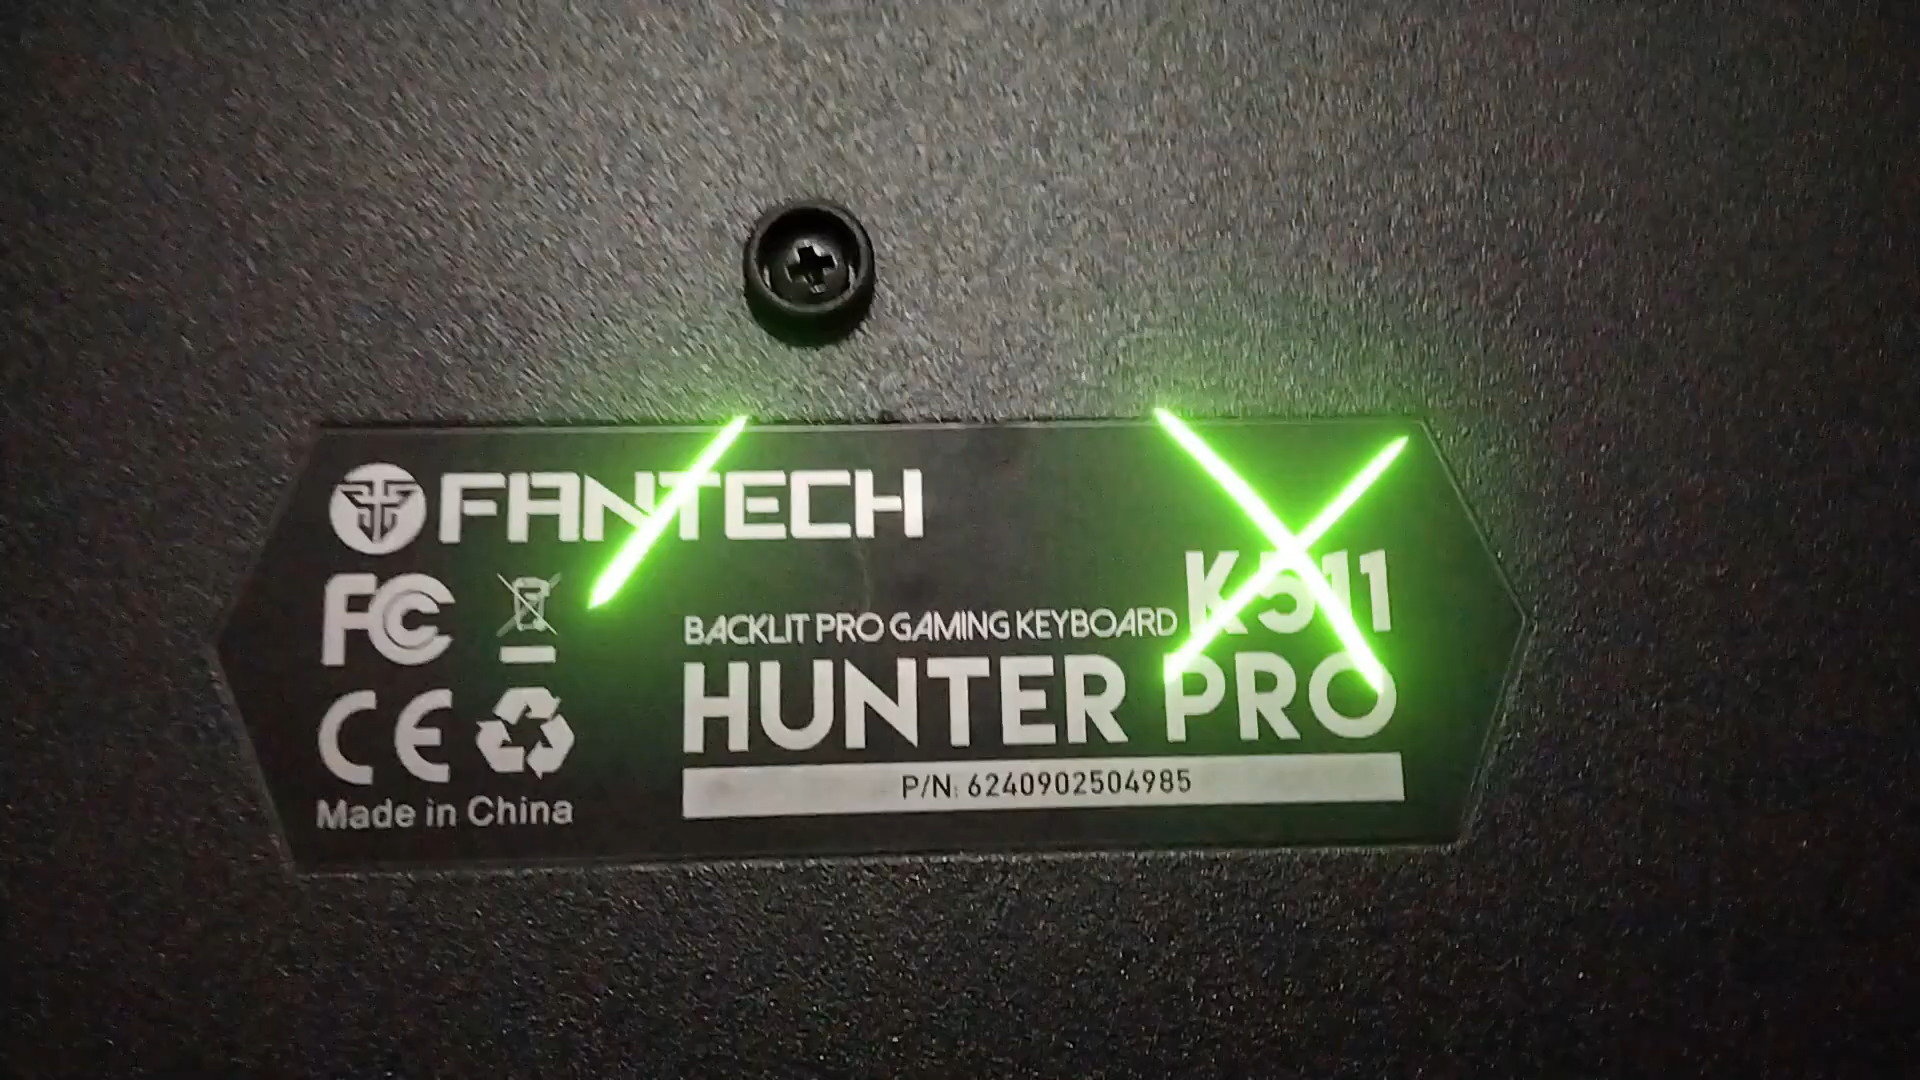 FANTECH
FC
CE
Made in China
K511
BACKLIT PRO GAMING KEYBOARD
HUNTER PRO
P/N: 6240902504985